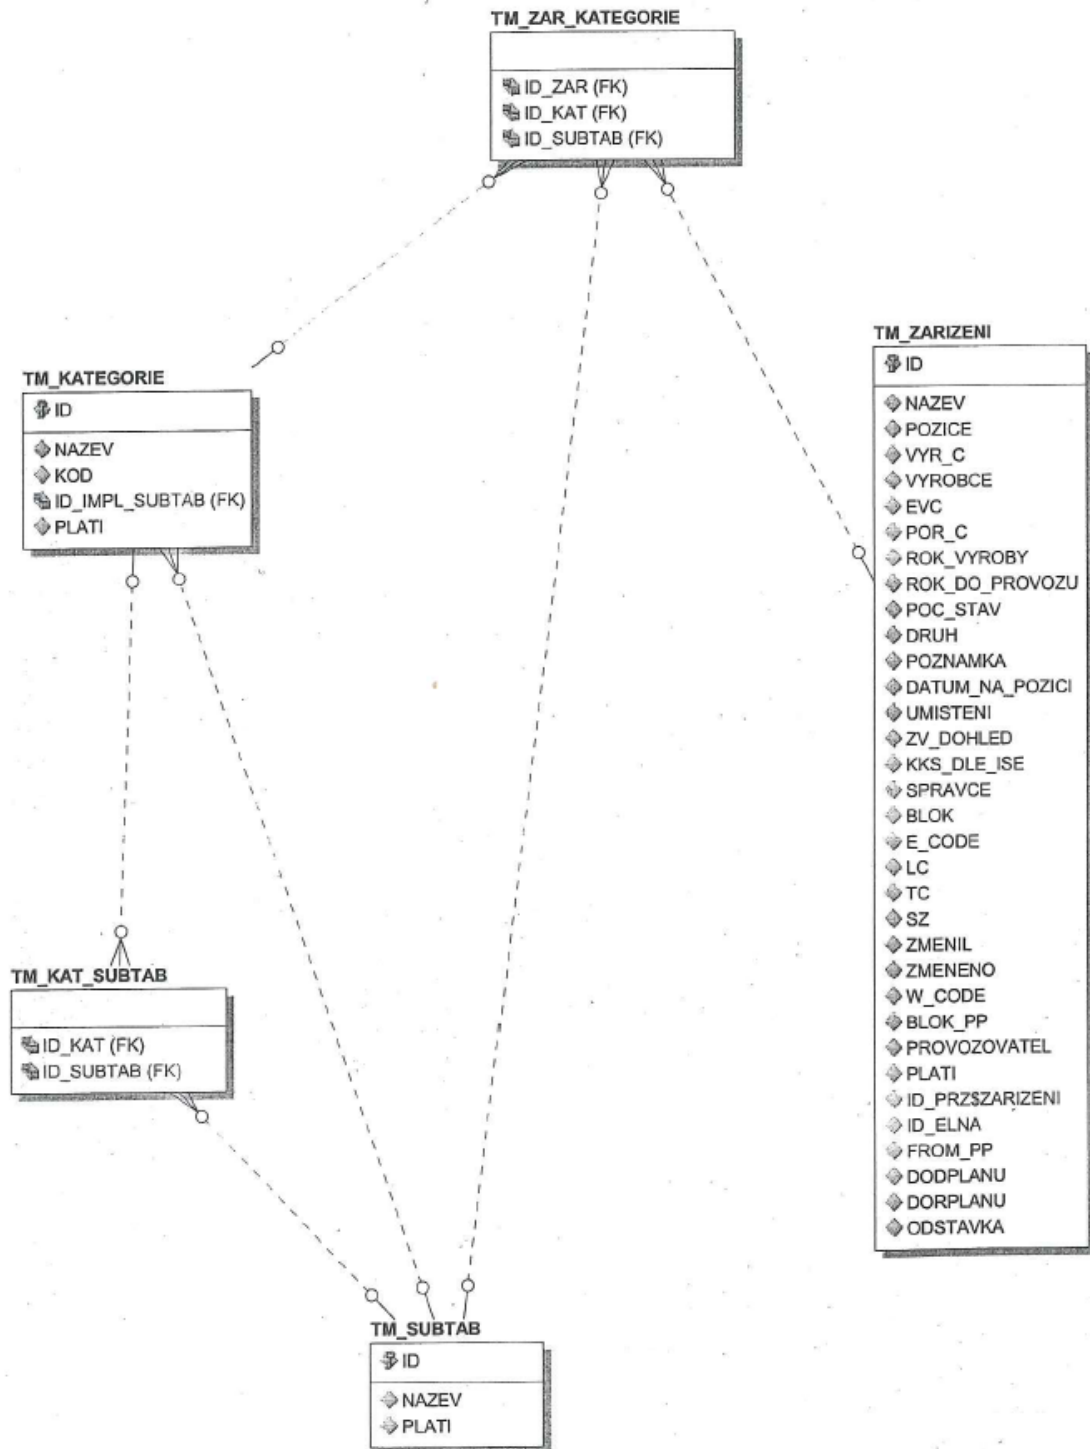 TM_ZAR_KATEGORIE
ID_ZAR (FK)
ID_KAT (FK)
ID_SUBTAB (FK)
TM_KATEGORIE
ID
NAZEV
KOD
ID_IMPL_SUBTAB (FK)
PLATI
TM_ZARIZENI
ID
NAZEV
POZICE
VYR_C
VYROBCE
EVC
POR_C
ROK_VYROBY
ROK_DO_PROVOZU
POC_STAV
DRUH
POZNAMKA
DATUM_NA_POZICI
UMISTENI
ZV_DOHLED
KKS_DLE_ISE
SPRAVCE
BLOK
E_CODE
LC
TC
SZ
ZMENIL
ZMENENO
W_CODE
BLOK_PP
PROVOZOVATEL
PLATI
ID_PRZ$ZARIZENI
ID_ELNA
FROM_PP
DODPLANU
DORPLANU
ODSTAVKA
TM_KAT_SUBTAB
ID_KAT (FK)
ID_SUBTAB (FK)
TM_SUBTAB
ID
NAZEV
PLATI